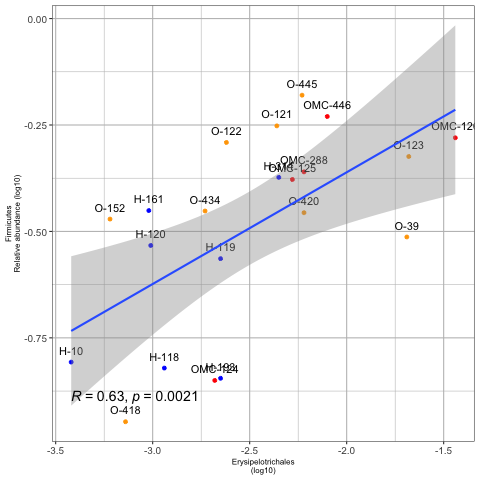 0.00
-0.25
-0.50
-0.75
Firmicutes
Relative abundance (log10)
O-445
OMC-446
O-121
O-122
O-123
OMC-288
OMC-125
H-161
O-434
O-152
O-420
O-39
H-120
H-119
H-10
H-118
OMC-124
R = 0.63, p = 0.0021
O-418
-3.5
-3.0
-2.5
-2.0
-1.5
Erysipelotrichales
(log10)